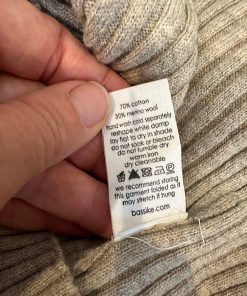 70% cotton
30% merino wool
hand wash cold separately
reshape while damp
lay flat to dry in shade
do not soak or bleach
do not tumble dry
warm iron
dry cleanable
we recommend storing
this garment folded as it
may stretch if hung
bassike.com